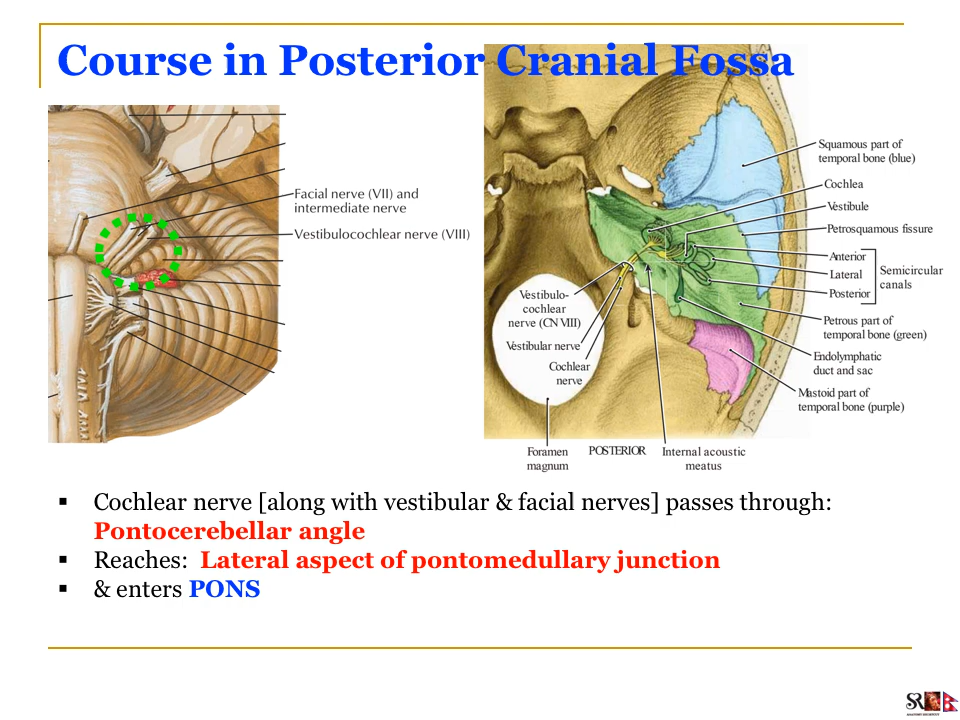 Course in Posterior Cranial Fossa
Facial nerve (VII) and
intermediate nerve
Vestibulocochlear nerve (VIII)
Squamous part of
temporal bone (blue)
Cochlea
Vestibule
Petrosquamous fissure
Anterior
Lateral
Posterior
Semicircular
canals
Petrous part of
temporal bone (green)
Endolymphatic
duct and sac
Mastoid part of
temporal bone (purple)
Vestibulo-
cochlear
nerve (CN VIII)
Vestibular nerve
Cochlear
nerve
Foramen
magnum
POSTERIOR
Internal acoustic
meatus
▪ Cochlear nerve [along with vestibular & facial nerves] passes through:
Pontocerebellar angle
▪ Reaches: Lateral aspect of pontomedullary junction
▪ & enters PONS
SR